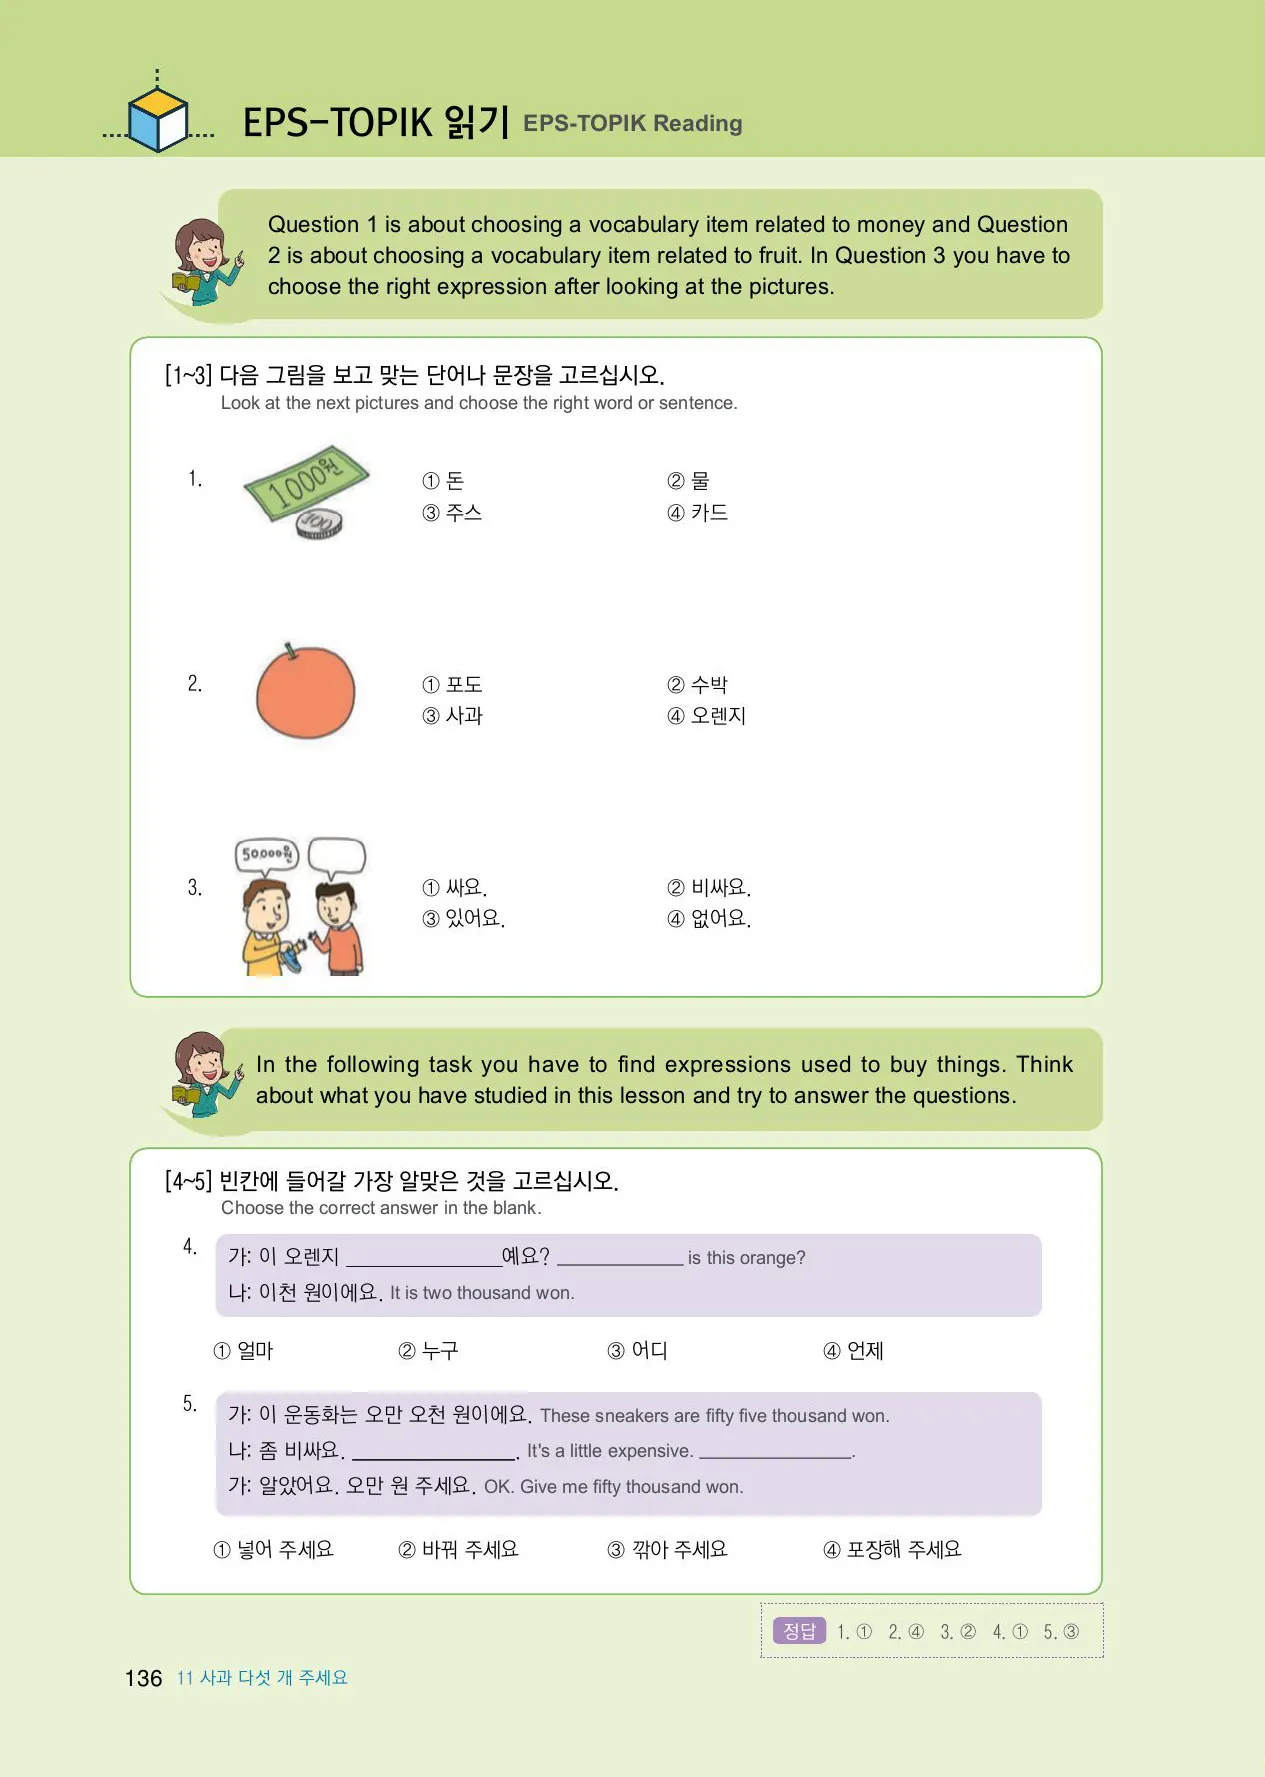 EPS-TOPIK 읽기 EPS-TOPIK Reading
Question 1 is about choosing a vocabulary item related to money and Question
2 is about choosing a vocabulary item related to fruit. In Question 3 you have to
choose the right expression after looking at the pictures.
[1~3] 다음 그림을 보고 맞는 단어나 문장을 고르십시오.
Look at the next pictures and choose the right word or sentence.
1.
1000원
100
① 돈 ② 물
③ 주스 ④ 카드
2.
① 포도 ② 수박
③ 사과 ④ 오렌지
3.
50,000원
① 싸요. ② 비싸요.
③ 있어요. ④ 없어요.
In the following task you have to find expressions used to buy things. Think
about what you have studied in this lesson and try to answer the questions.
[4~5] 빈칸에 들어갈 가장 알맞은 것을 고르십시오.
Choose the correct answer in the blank.
4.
가: 이 오렌지 ______________예요? ____________ is this orange?
나: 이천 원이에요. It is two thousand won.
① 얼마 ② 누구 ③ 어디 ④ 언제
5.
가: 이 운동화는 오만 오천 원이에요. These sneakers are fifty five thousand won.
나: 좀 비싸요. ______________. It's a little expensive. ______________.
가: 알았어요. 오만 원 주세요. OK. Give me fifty thousand won.
① 넣어 주세요 ② 바꿔 주세요 ③ 깎아 주세요 ④ 포장해 주세요
정답 1. ① 2. ④ 3. ② 4. ① 5. ③
136 11 사과 다섯 개 주세요